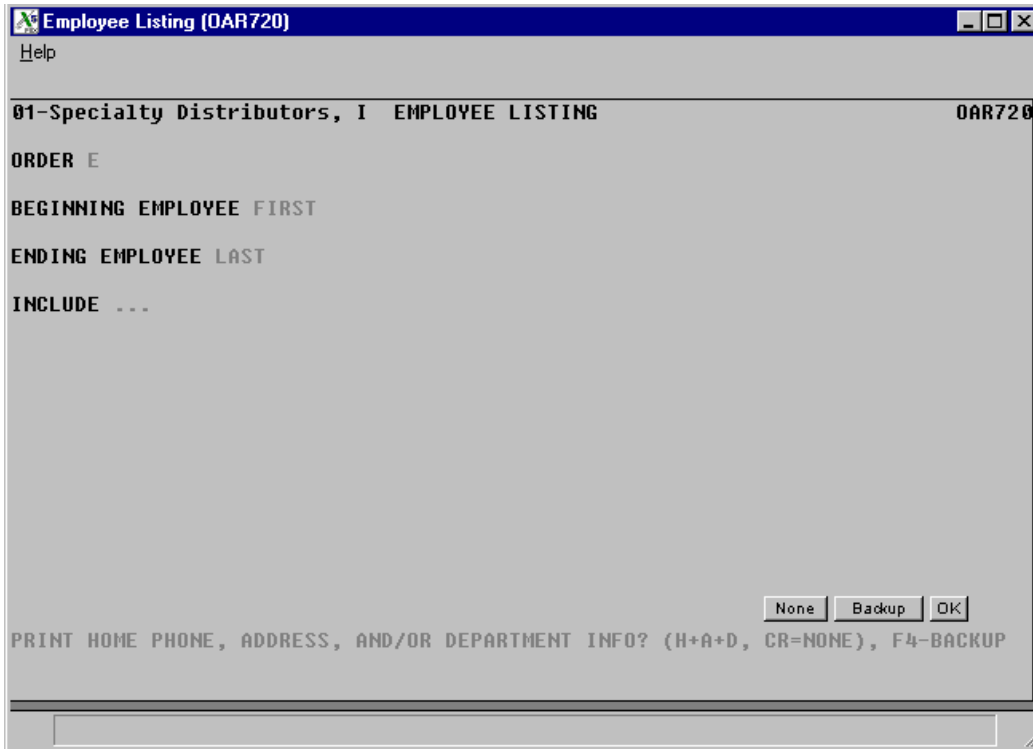 Employee Listing (OAR720)
Help
01-Specialty Distributors, I EMPLOYEE LISTING OAR720
ORDER E
BEGINNING EMPLOYEE FIRST
ENDING EMPLOYEE LAST
INCLUDE ...
None Backup OK
PRINT HOME PHONE, ADDRESS, AND/OR DEPARTMENT INFO? (H+A+D, CR=NONE), F4-BACKUP